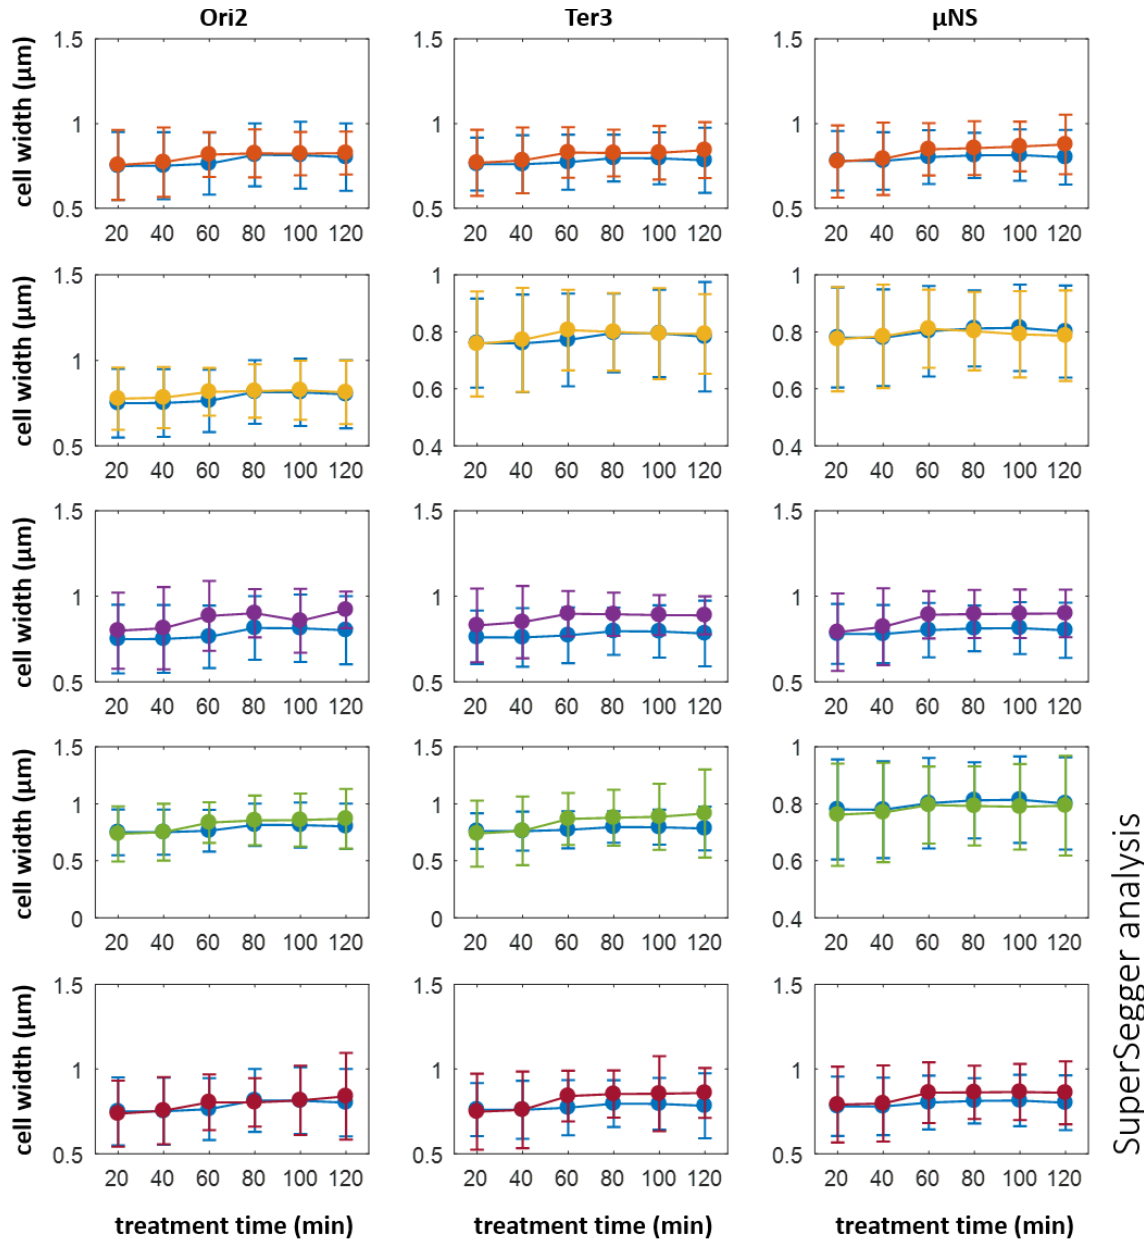 Ori2 Ter3 µNS
cell width (µm)
1.5 1.5 1.5
1 1 1
0.5 0.5 0.5
20 40 60 80 100 120 20 40 60 80 100 120 20 40 60 80 100 120
cell width (µm)
1.5 1 1
0.8 0.8
1
0.6 0.6
0.5 0.4 0.4
20 40 60 80 100 120 20 40 60 80 100 120 20 40 60 80 100 120
cell width (µm)
1.5 1.5 1.5
1 1 1
0.5 0.5 0.5
20 40 60 80 100 120 20 40 60 80 100 120 20 40 60 80 100 120
cell width (µm)
1.5 1.5 1
1 1 0.8
0.5 0.5 0.6
0 0 0.4
20 40 60 80 100 120 20 40 60 80 100 120 20 40 60 80 100 120
cell width (µm)
1.5 1.5 1.5
1 1 1
0.5 0.5 0.5
20 40 60 80 100 120 20 40 60 80 100 120 20 40 60 80 100 120
treatment time (min) treatment time (min) treatment time (min)
SuperSegger analysis